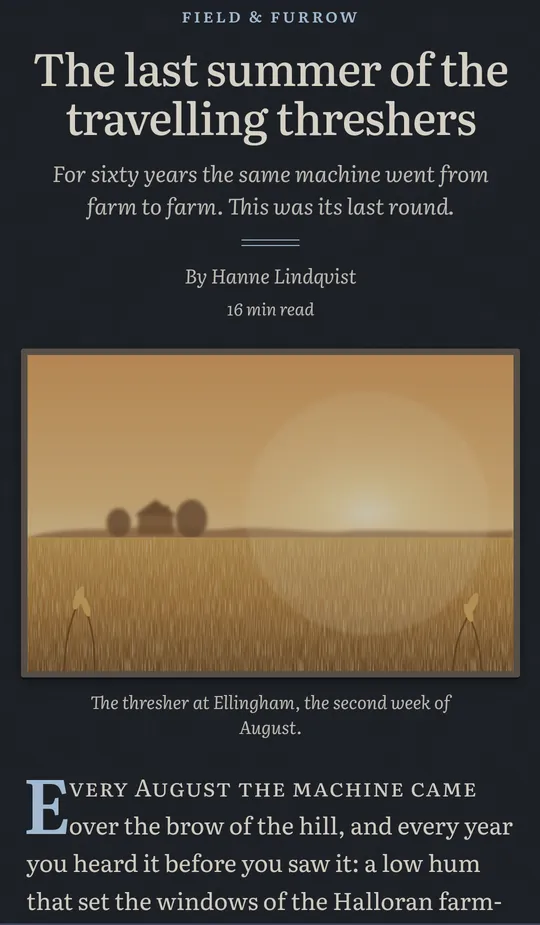 FIELD & FURROW
The last summer of the
travelling threshers
For sixty years the same machine went from
farm to farm. This was its last round.
By Hanne Lindqvist
16 min read
The thresher at Ellingham, the second week of
August.
EVERY AUGUST THE MACHINE CAME
over the brow of the hill, and every year
you heard it before you saw it: a low hum
that set the windows of the Halloran farm-